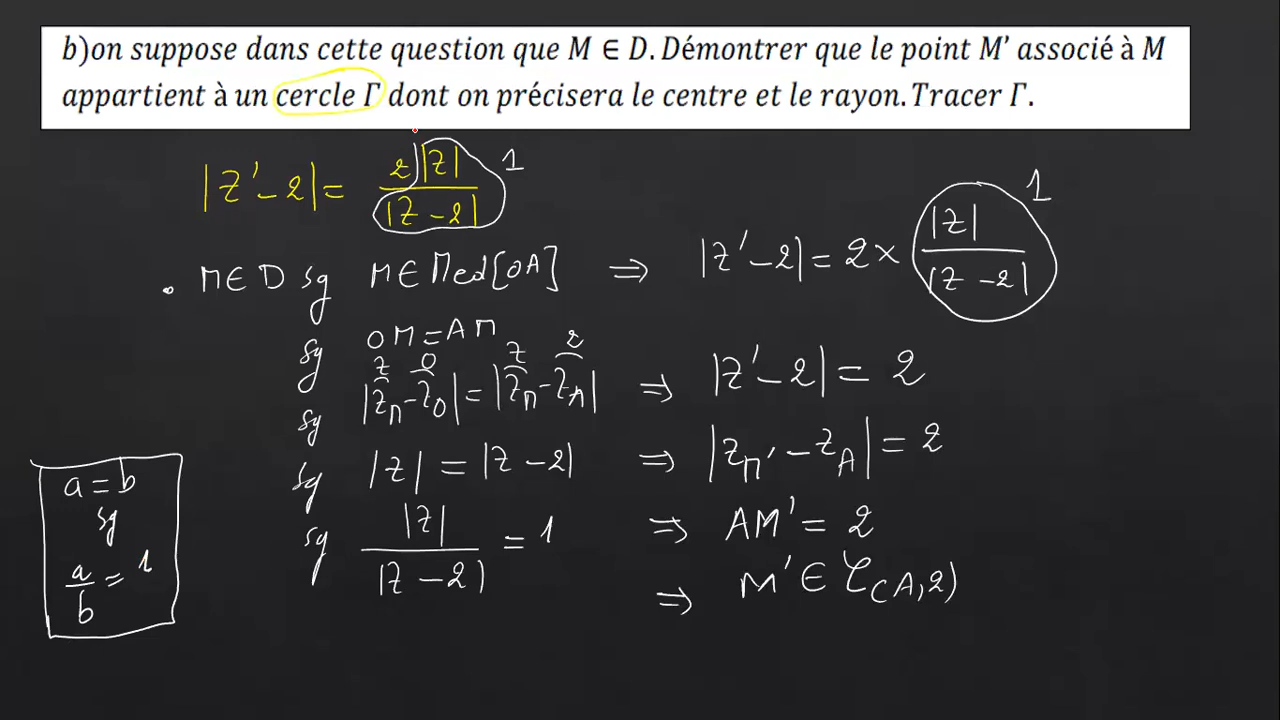 b)on suppose dans cette question que M ∈ D. Démontrer que le point M' associé à M
appartient à un cercle Γ dont on précisera le centre et le rayon. Tracer Γ.
|Z'-2| = 2|Z| / |Z-2| 1
. M∈D sg M∈Med[OA] ⇒ |Z'-2| = 2× |Z| / |Z-2| 1
sg OM = AM
z 0 z 2
sg |Z_M - Z_O| = |Z_M - Z_A| ⇒ |Z'-2| = 2
sg |Z| = |Z-2| ⇒ |Z_M' - Z_A| = 2
sg |Z| / |Z-2| = 1 ⇒ AM' = 2
⇒ M' ∈ C(A,2)
a = b
sg
a/b = 1